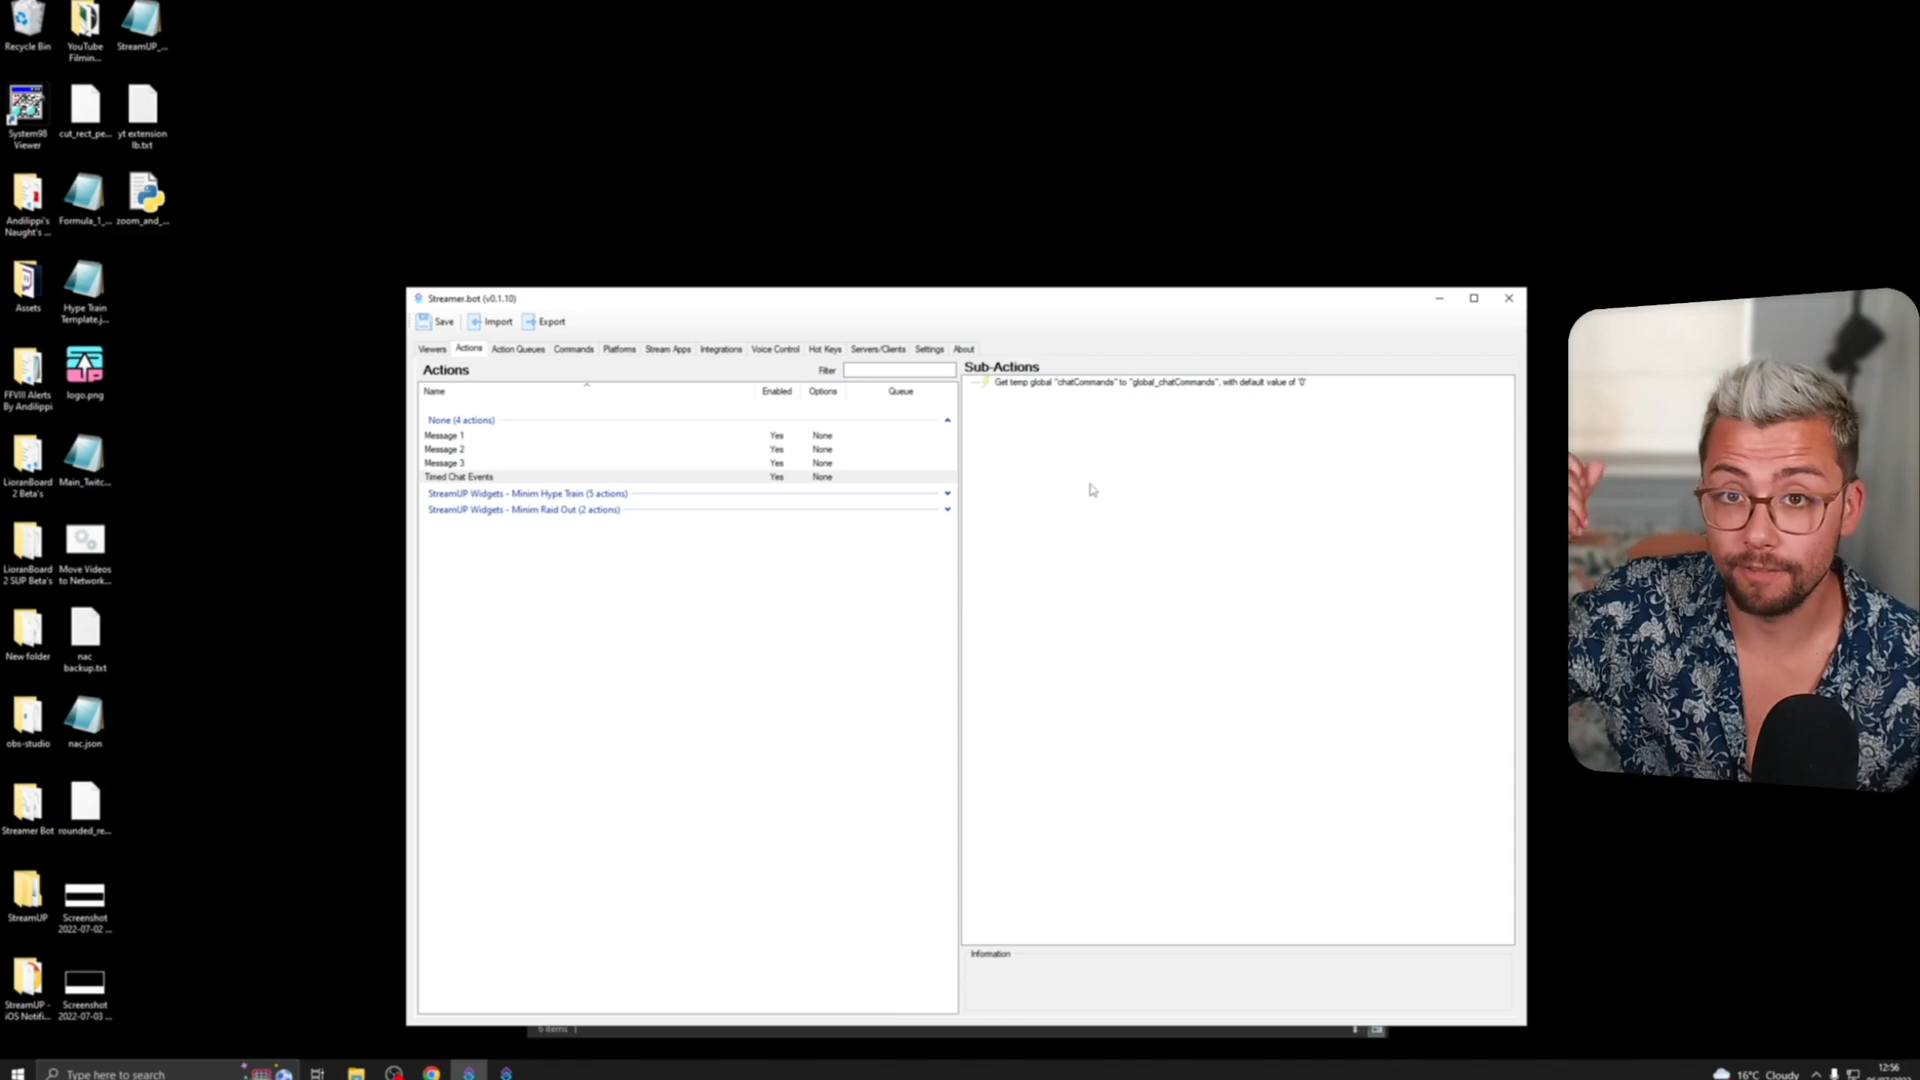 Recycle Bin
YouTube Filmin...
StreamUP_...
System98 Viewer
cut_rect_pe...
yt extension lb.txt
Andilippi's Naught's ...
Formula_1_...
zoom_and_...
Assets
Hype Train Template.j...
FFVIII Alerts By Andilippi
logo.png
LioranBoard 2 Beta's
Main_Twitc...
LioranBoard 2 SUP Beta's
Move Videos to Network...
New folder
nac backup.txt
obs-studio
nac.json
Streamer Bot
rounded_re...
StreamUP
Screenshot 2022-07-02 ...
StreamUP - iOS Notifi...
Screenshot 2022-07-03 ...
Streamer.bot (v0.1.10)
Save Import Export
Viewers Actions Action Queues Commands Platforms Stream Apps Integrations Voice Control Hot Keys Servers/Clients Settings About
Actions
Filter
Name Enabled Options Queue
None (4 actions)
Message 1 Yes None
Message 2 Yes None
Message 3 Yes None
Timed Chat Events Yes None
StreamUP Widgets - Minim Hype Train (5 actions)
StreamUP Widgets - Minim Raid Out (2 actions)
Sub-Actions
Get temp global "chatCommands" to "global_chatCommands", with default value of '0'
Information
6 items
Type here to search
16°C Cloudy
12:56